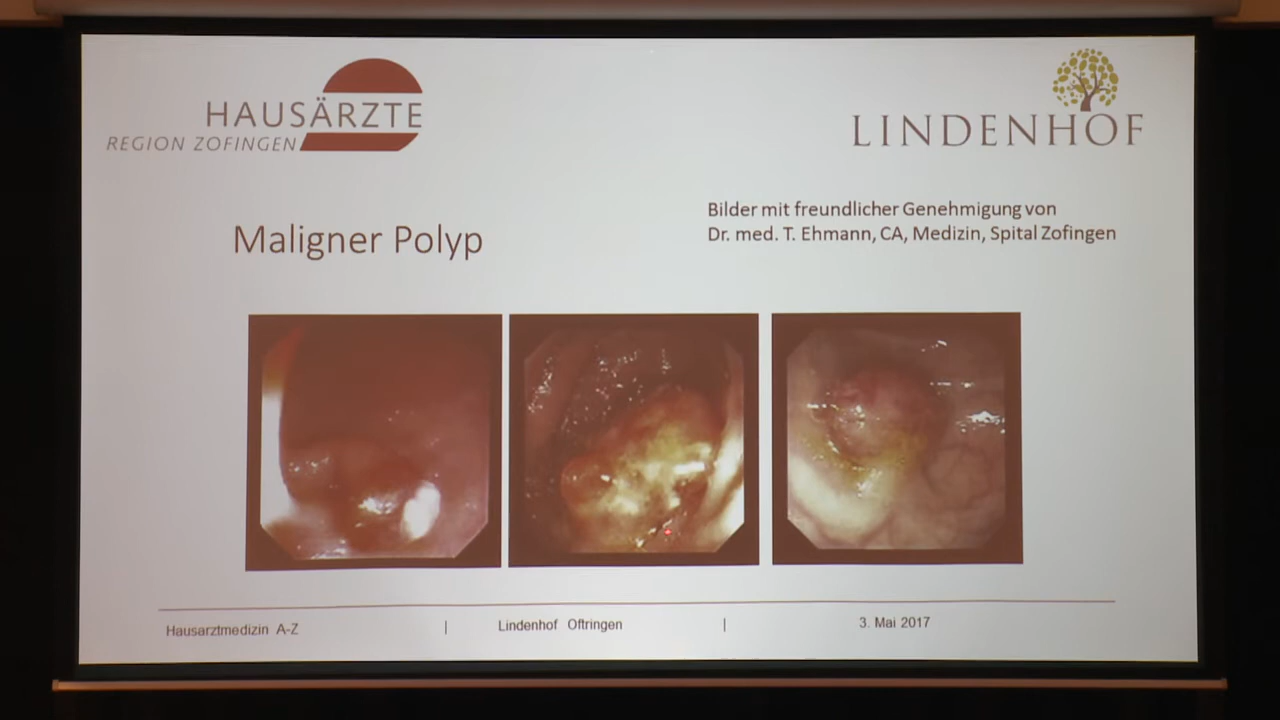 HAUSÄRZTE
REGION ZOFINGEN
LINDENHOF
Bilder mit freundlicher Genehmigung von
Dr. med. T. Ehmann, CA, Medizin, Spital Zofingen
Maligner Polyp
Hausarztmedizin A-Z | Lindenhof Oftringen | 3. Mai 2017